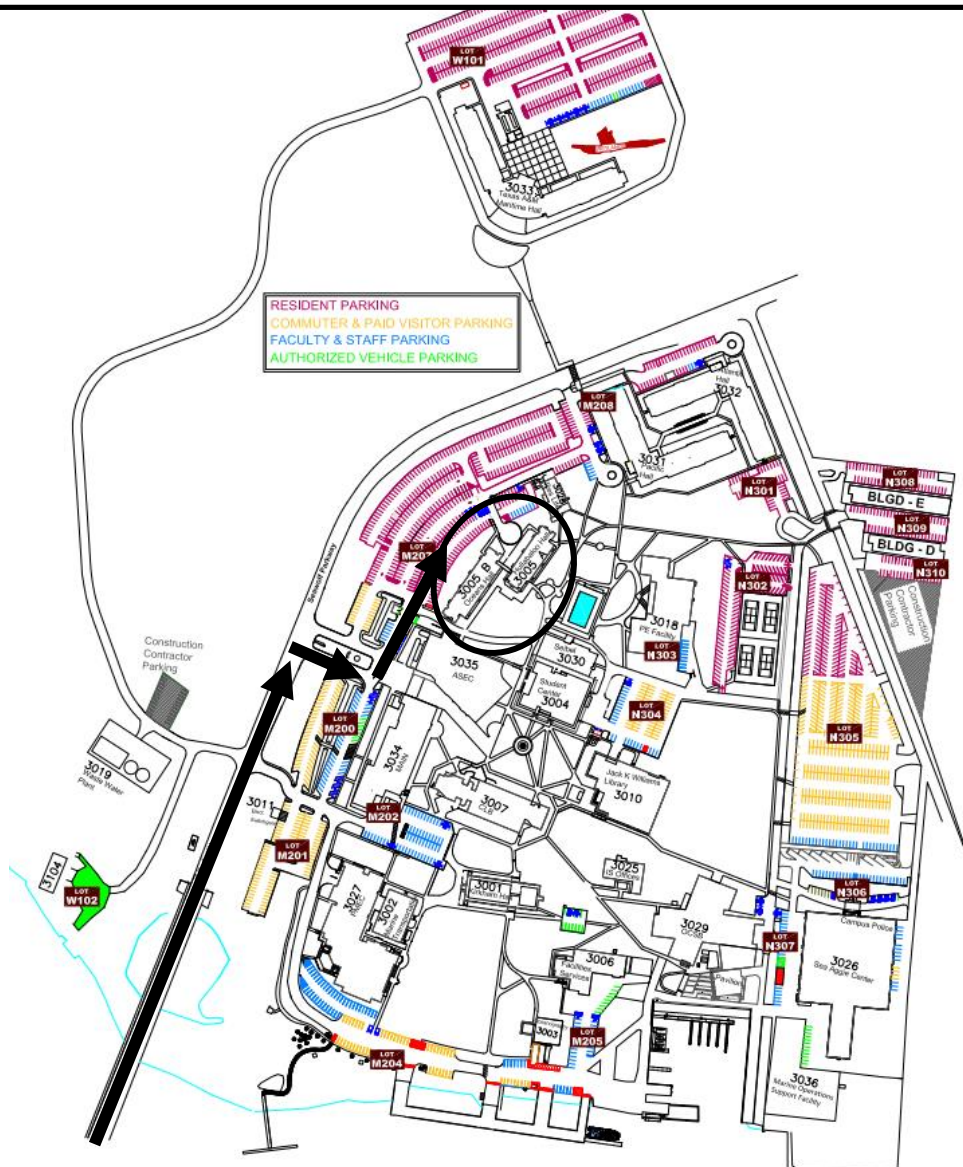 LOT
W101
3033
Texas A&M
Maritime Hall
RESIDENT PARKING
COMMUTER & PAID VISITOR PARKING
FACULTY & STAFF PARKING
AUTHORIZED VEHICLE PARKING
LOT
M208
Atlantic
Hall
3032
3031
Pacific
Hall
LOT
N301
LOT
N308
BLGD - E
LOT
N309
BLDG - D
LOT
N310
Construction
Contractor
Parking
LOT
M207
Seawolf Parkway
3005 B
3005 A
LOT
N302
3018
PE Facility
LOT
N303
Seibel
3030
Student
Center
3004
3035
ASEC
Construction
Contractor
Parking
LOT
M200
LOT
N304
LOT
N305
3034
MAIN
Jack K Williams
Library
3010
3019
Waste Water
Plant
3011
LOT
M202
3007
CLB
LOT
M201
3104
LOT
W102
3027
3002
3001
3025
IS Offices
LOT
N306
Campus Police
3029
LOT
N307
3026
Sea Aggie Center
3006
Facilities
Services
Pavilion
3003
LOT
M205
LOT
M204
3036
Marine Operations
Support Facility